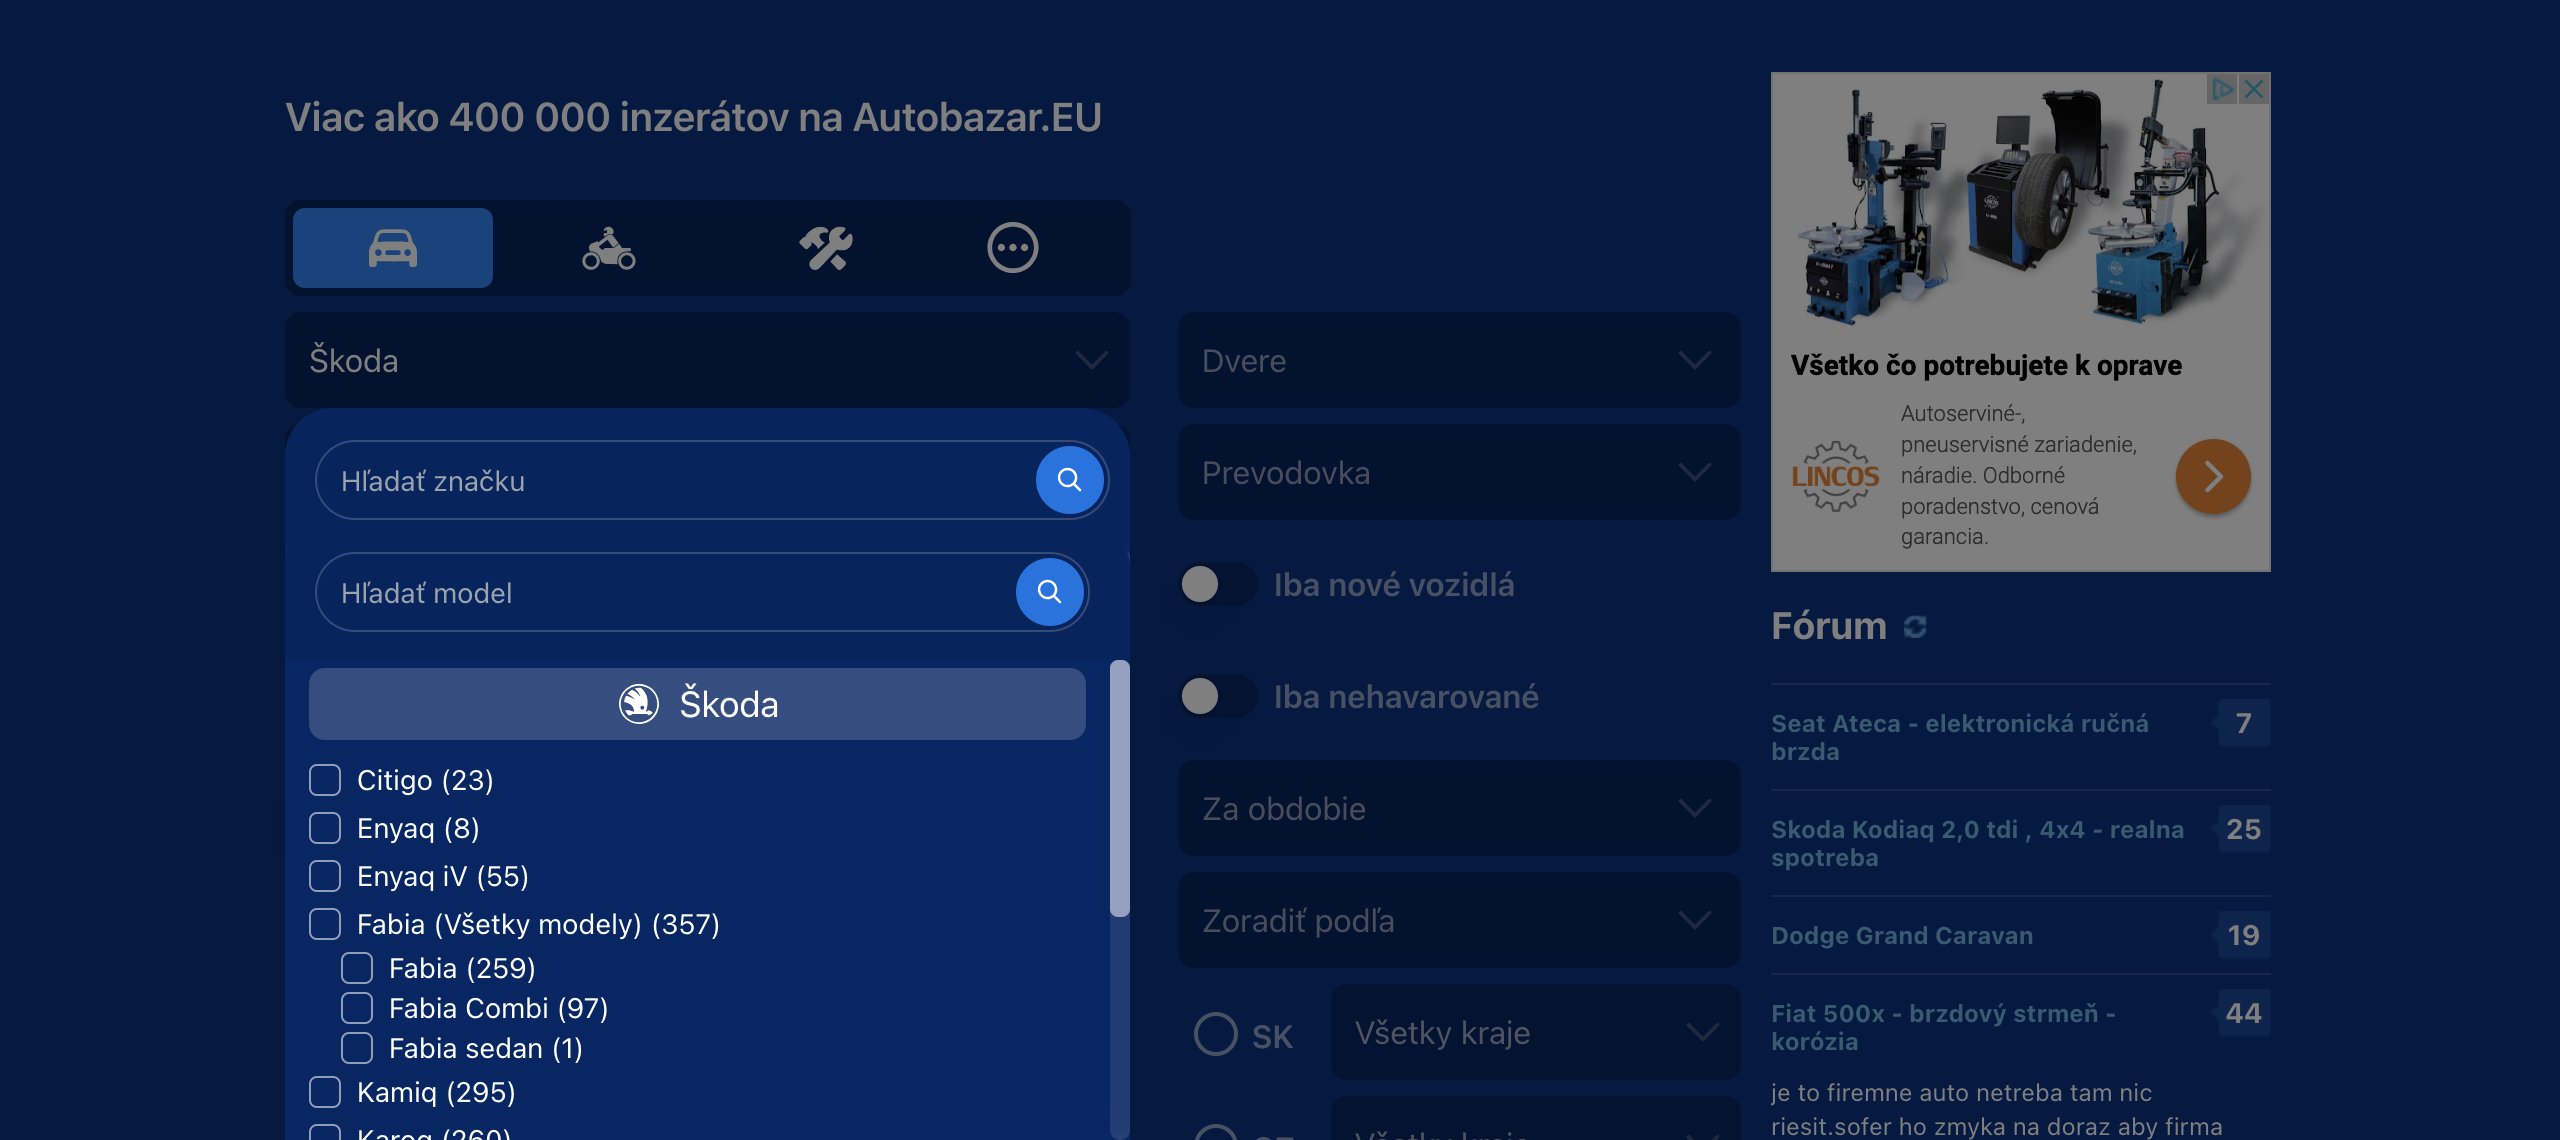 Viac ako 400 000 inzerátov na Autobazar.EU
Škoda
Hľadať značku
Hľadať model
Škoda
Citigo (23)
Enyaq (8)
Enyaq iV (55)
Fabia (Všetky modely) (357)
Fabia (259)
Fabia Combi (97)
Fabia sedan (1)
Kamiq (295)
Karoq (260)
Dvere
Prevodovka
Iba nové vozidlá
Iba nehavarované
Za obdobie
Zoradiť podľa
SK
Všetky kraje
Všetky kraje
Všetko čo potrebujete k oprave
LINCOS
Autoserviné-,
pneuservisné zariadenie,
náradie. Odborné
poradenstvo, cenová
garancia.
Fórum
Seat Ateca - elektronická ručná
brzda
7
Skoda Kodiaq 2,0 tdi , 4x4 - realna
spotreba
25
Dodge Grand Caravan
19
Fiat 500x - brzdový strmeň -
korózia
44
je to firemne auto netreba tam nic
riesit.sofer ho zmyka na doraz aby firma